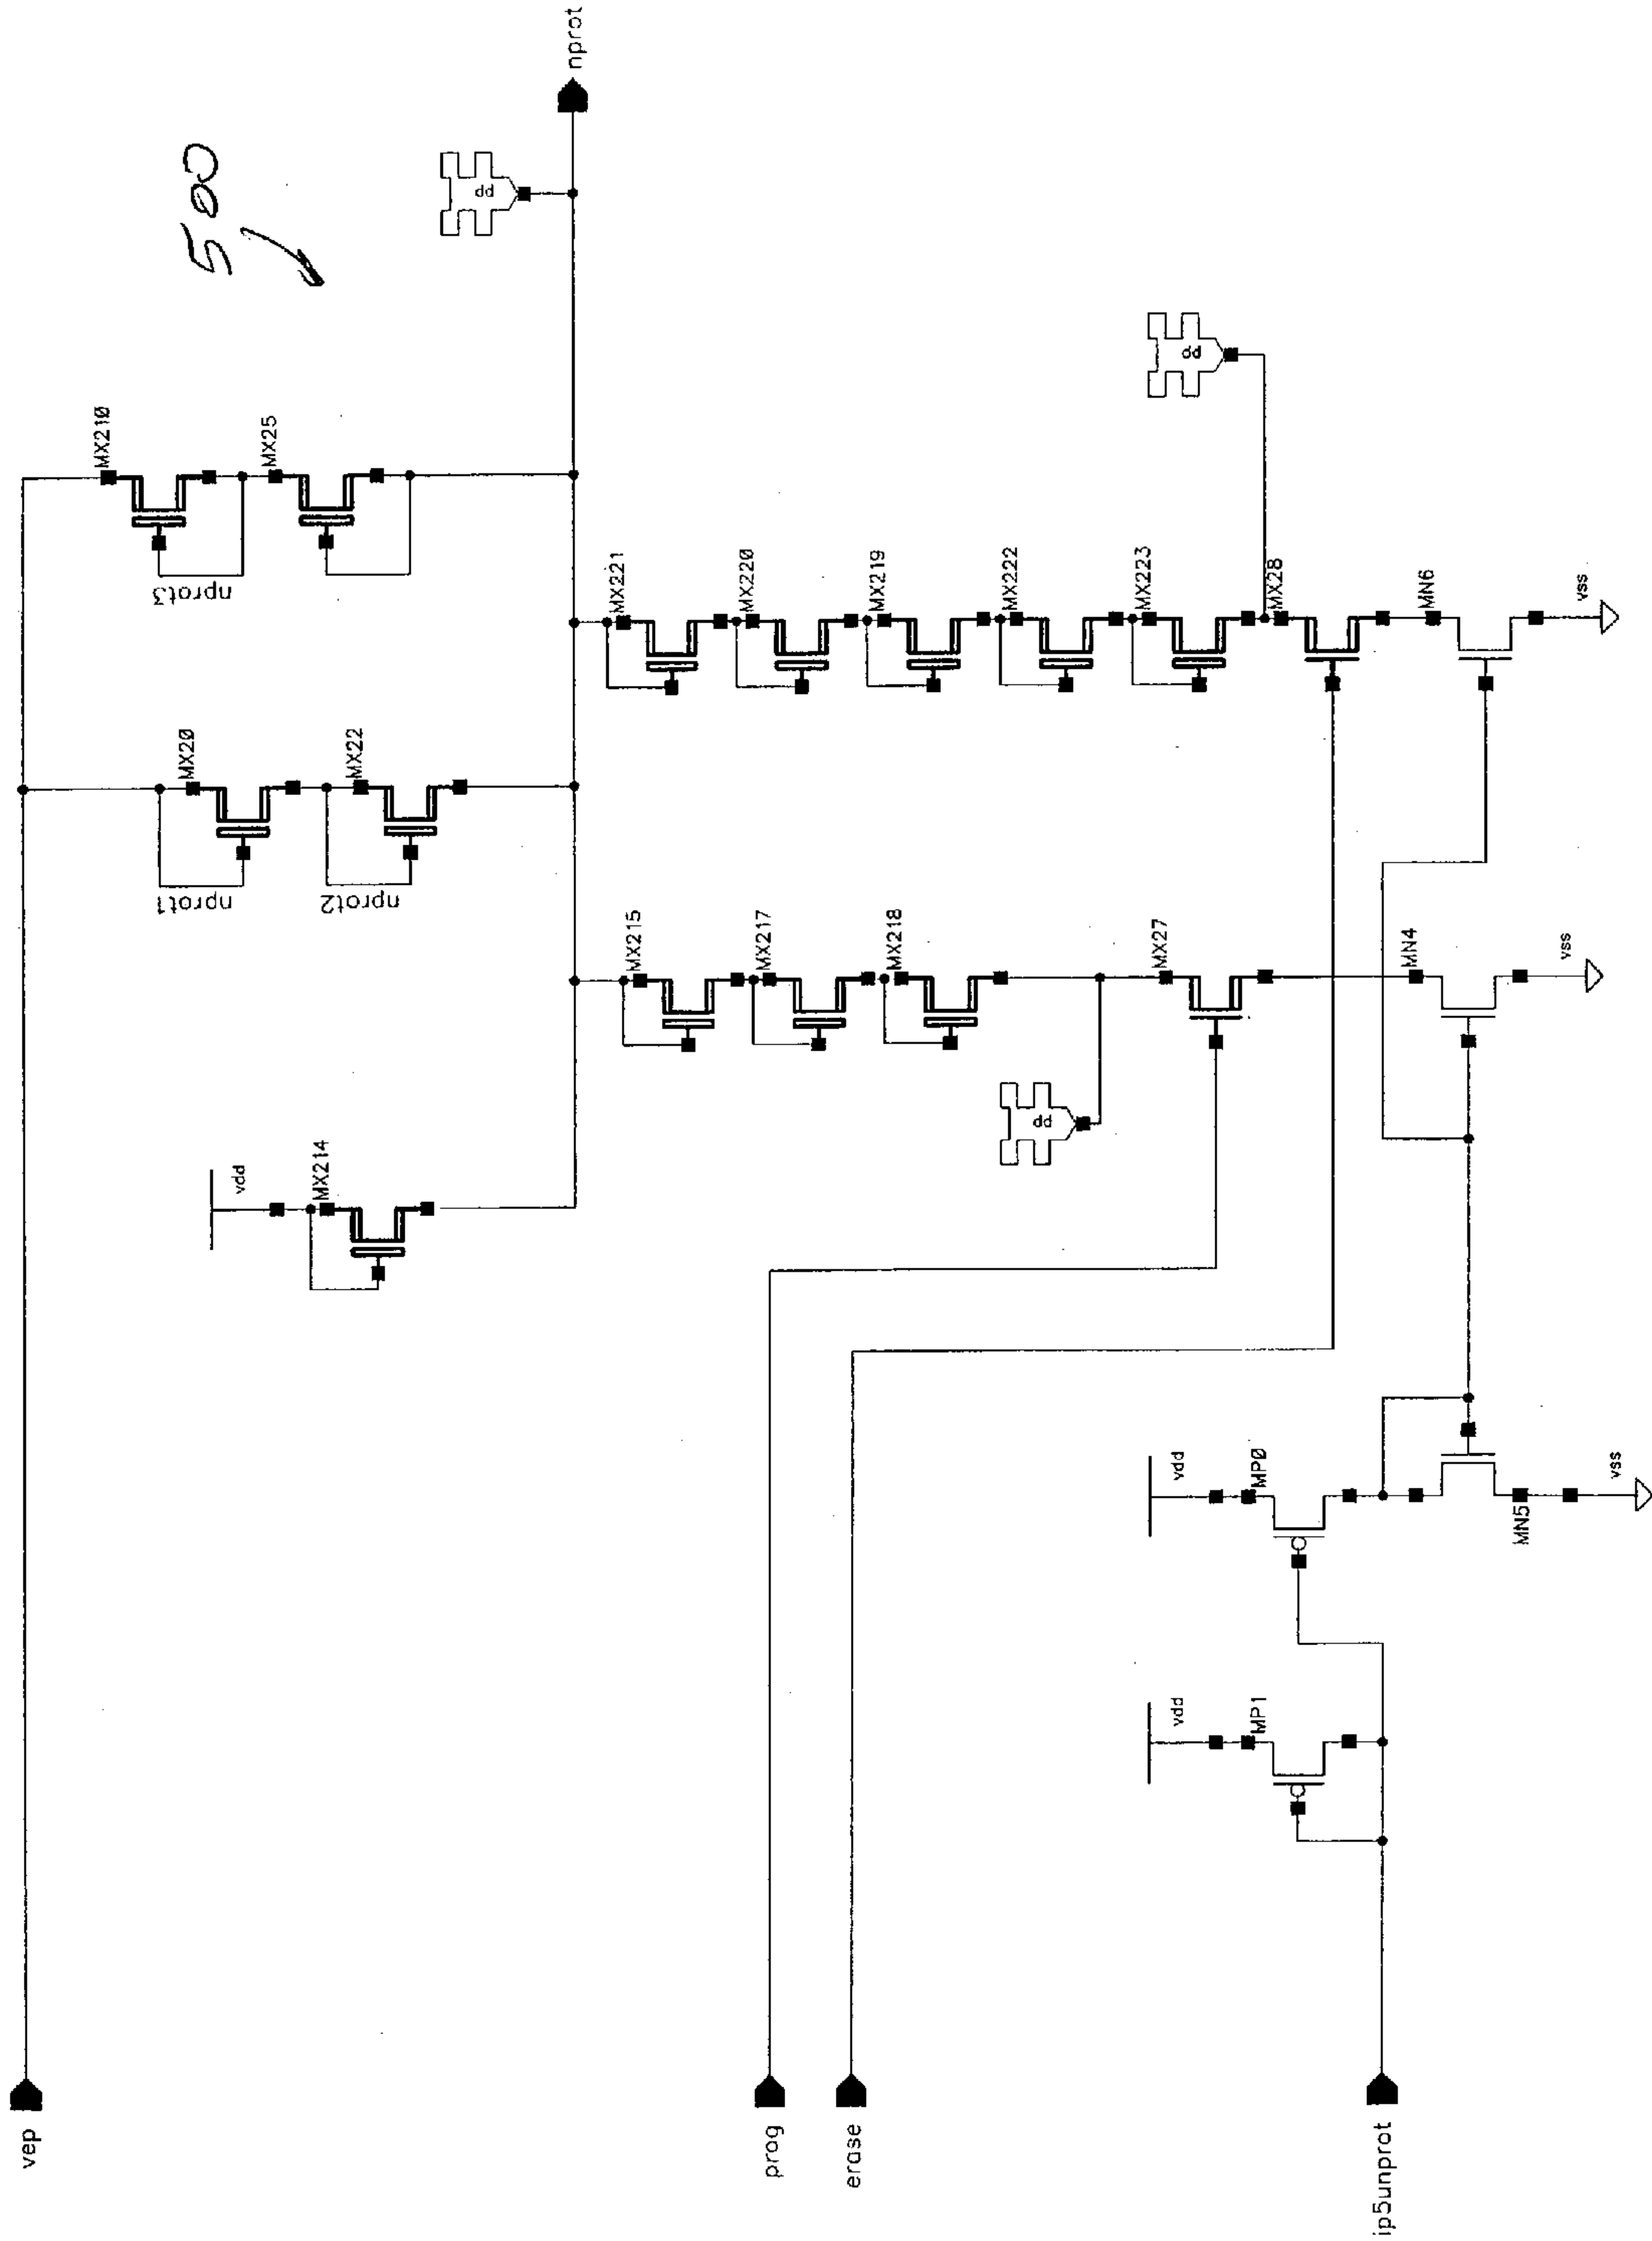 500
vep
MX210
nprot3
MX25
MX20
nprot1
MX22
nprot2
nprot
pp
vdd
MX214
MX221
MX220
MX219
MX222
MX223
MX28
MN6
vss
pp
MX215
MX217
MX218
MX27
MN4
vss
pp
prog
erase
vdd
MP0
MN5
vss
vdd
MP1
ip5unprot